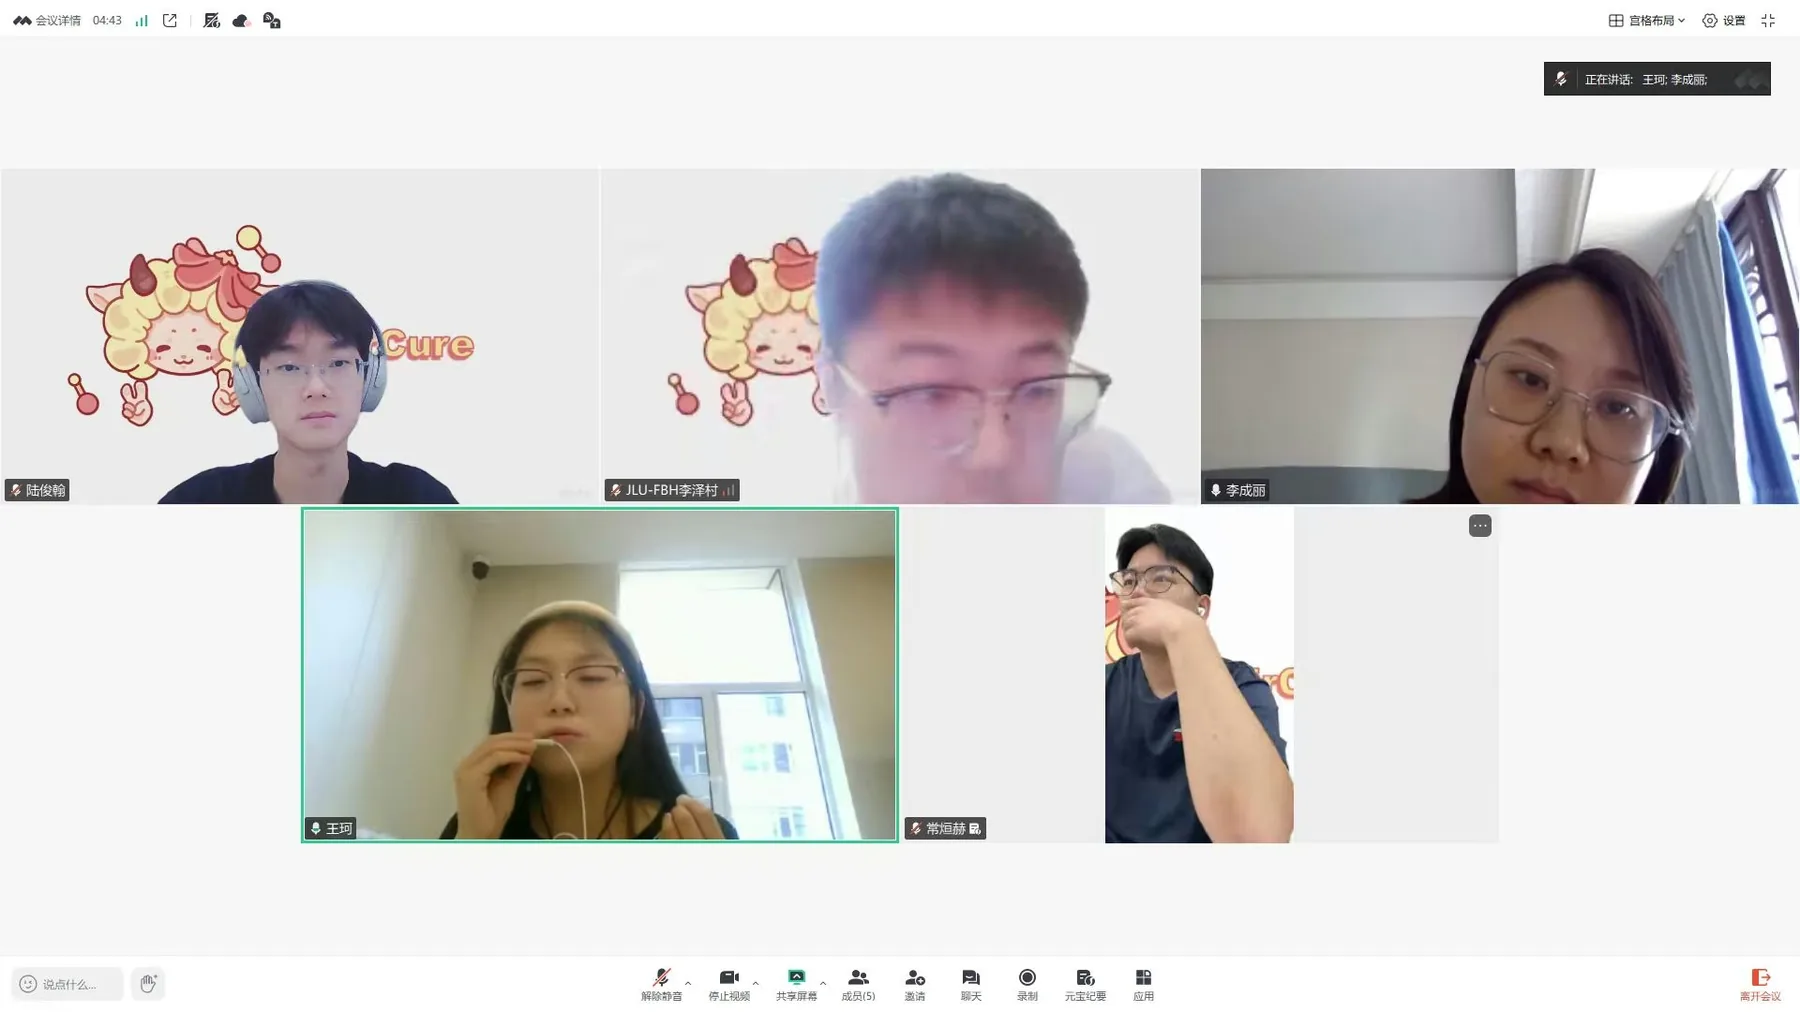 会议详情 04:43
宫格布局 设置
正在讲话: 王珂; 李成丽;
Cure
陆俊翰
JLU-FBH李泽村
李成丽
王珂
常烜赫
说点什么...
解除静音 停止视频 共享屏幕 成员(5) 邀请 聊天 录制 元宝纪要 应用
离开会议